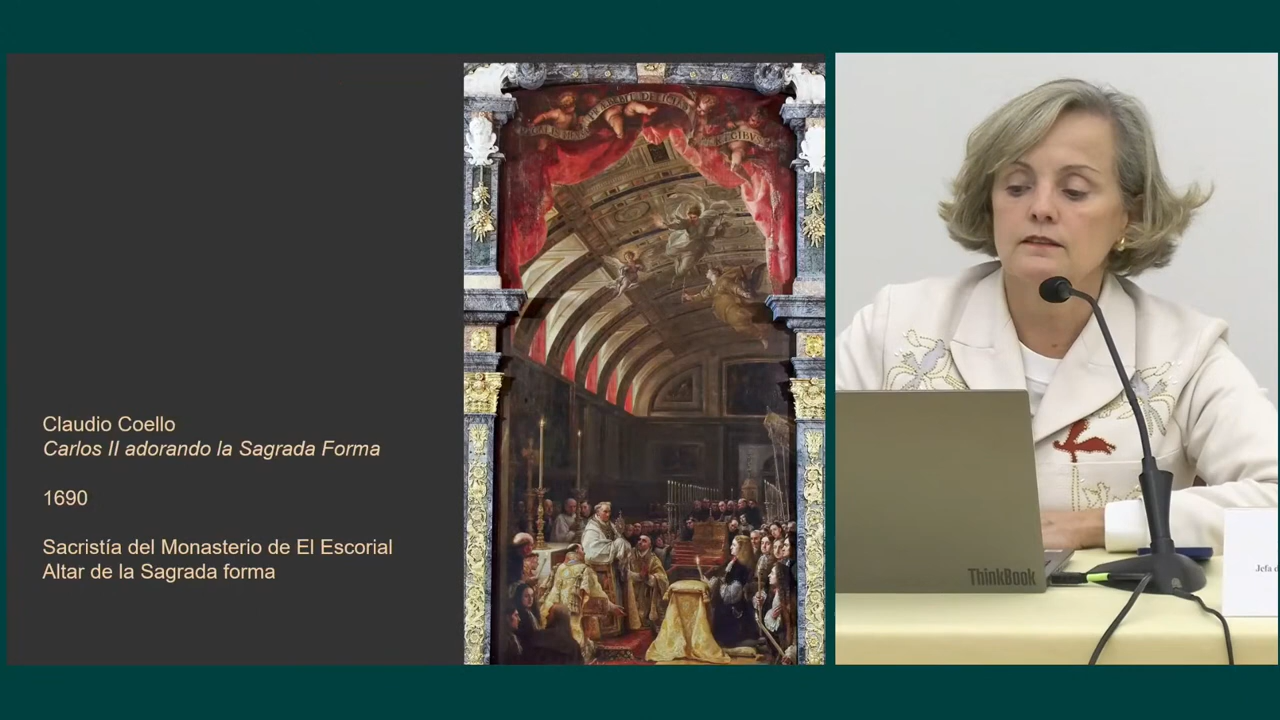 Claudio Coello
Carlos II adorando la Sagrada Forma
1690
Sacristía del Monasterio de El Escorial
Altar de la Sagrada forma
ThinkBook
Jefa d